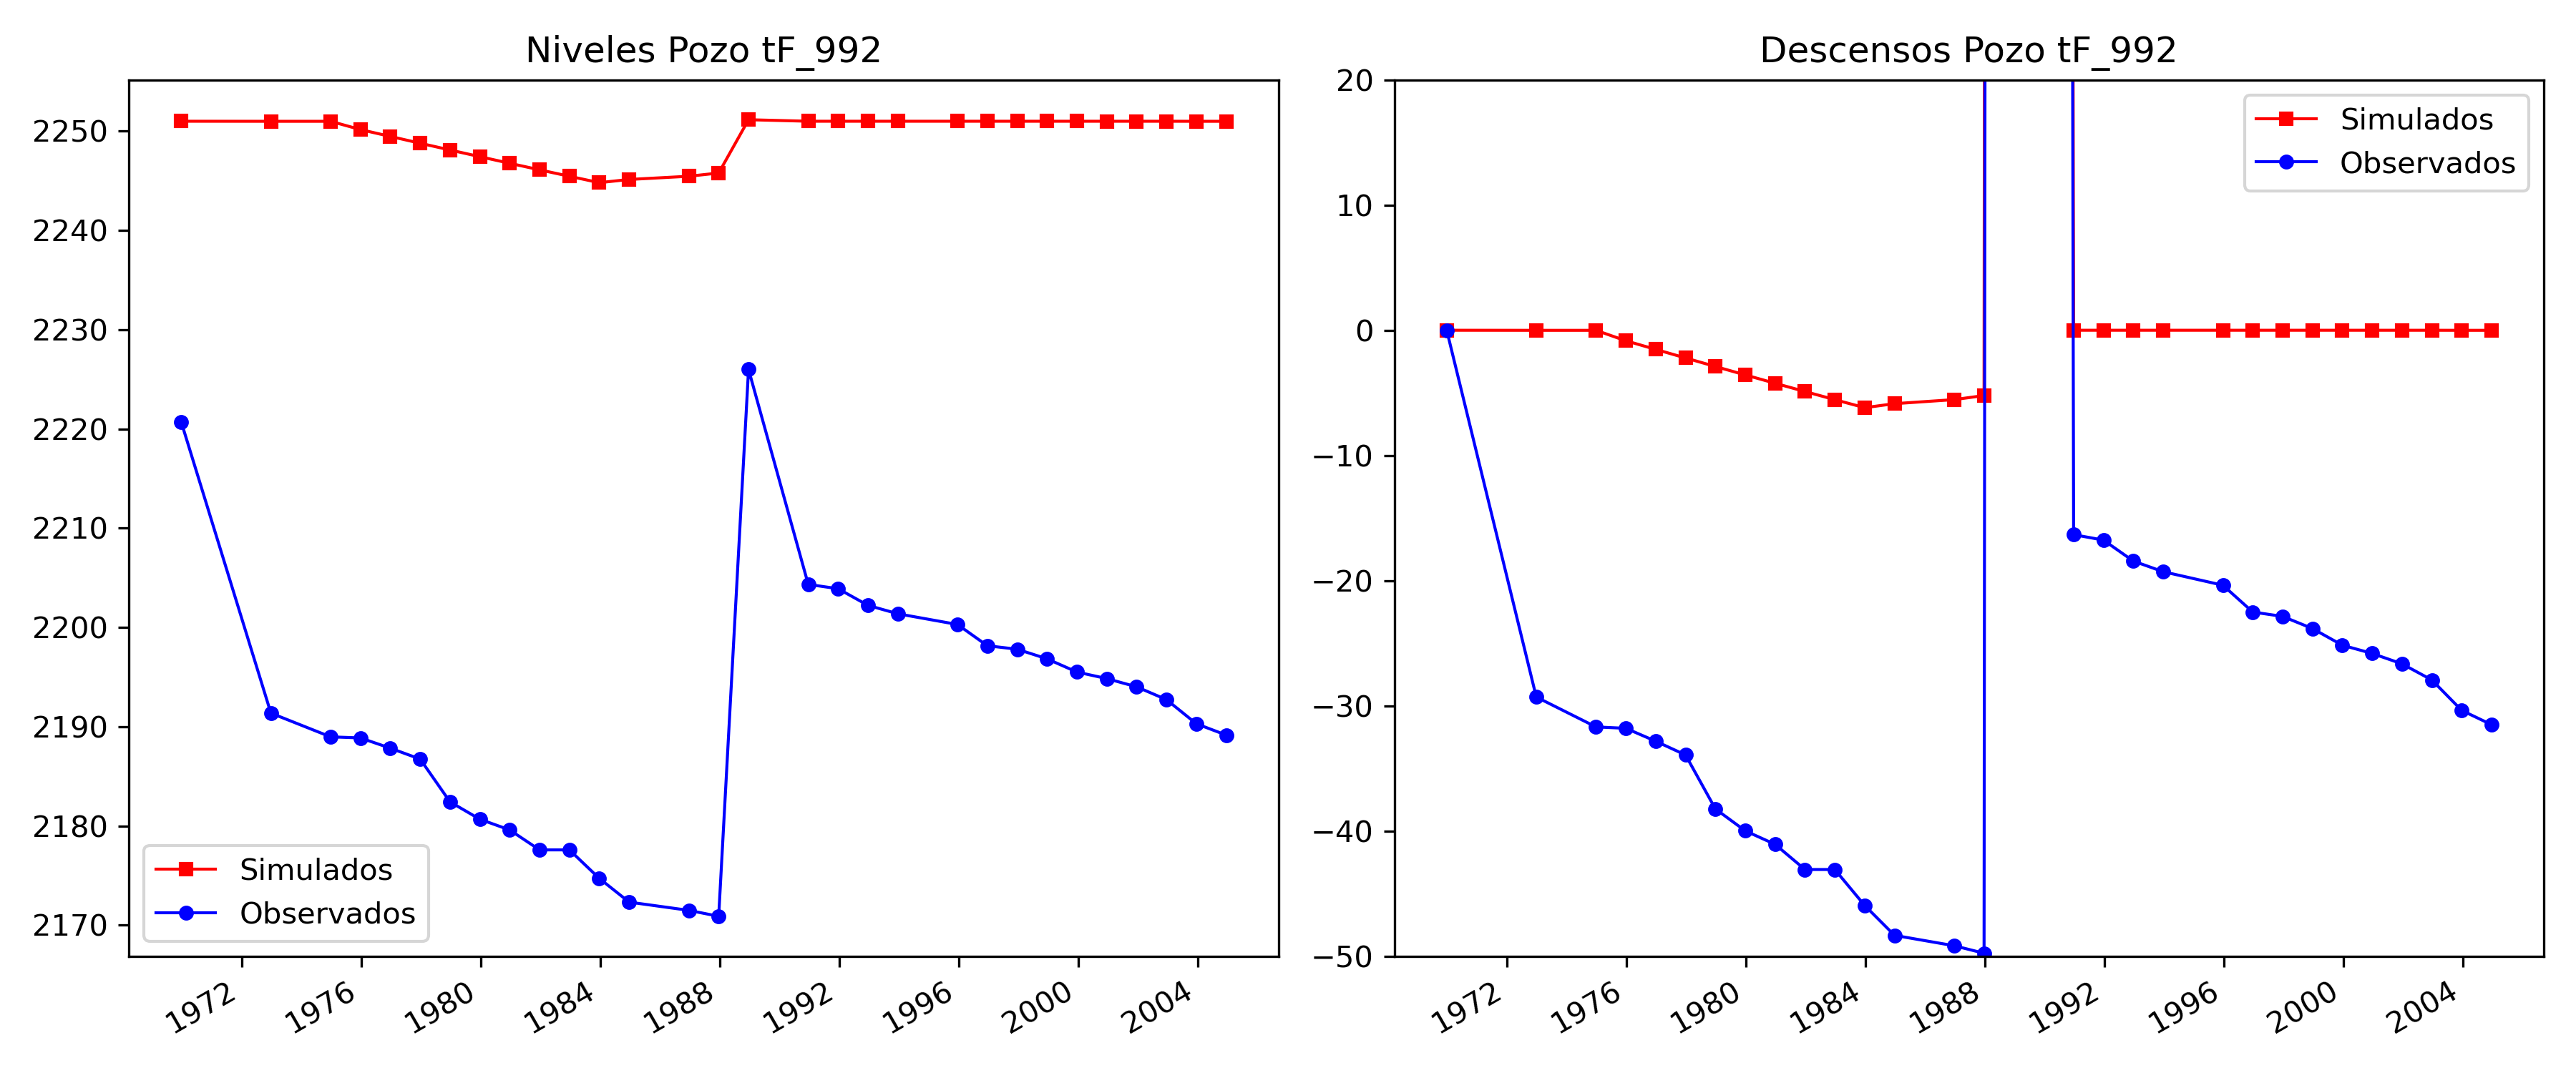 Niveles Pozo tF_992
2250
2240
2230
2220
2210
2200
2190
2180
2170
Simulados
Observados
1972 1976 1980 1984 1988 1992 1996 2000 2004
Descensos Pozo tF_992
20
10
0
−10
−20
−30
−40
−50
Simulados
Observados
1972 1976 1980 1984 1988 1992 1996 2000 2004